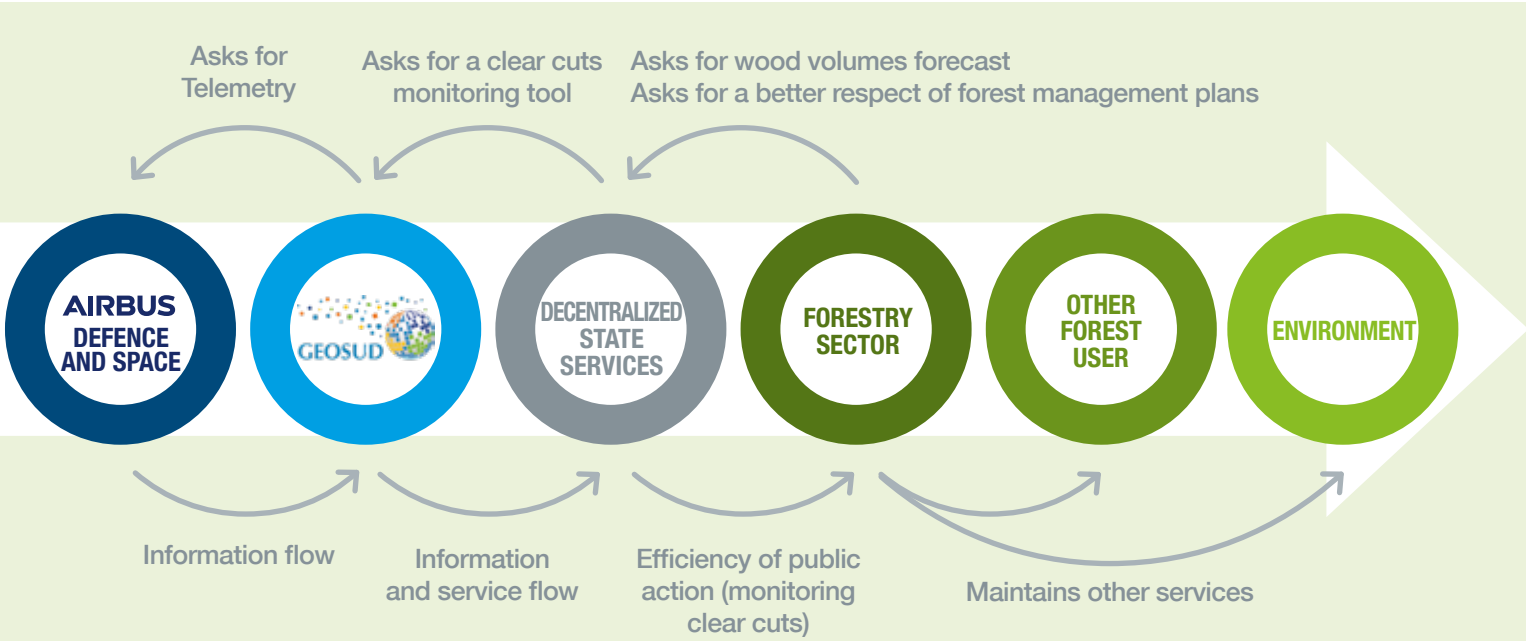 Asks for
Telemetry
Asks for a clear cuts
monitoring tool
Asks for wood volumes forecast
Asks for a better respect of forest management plans
AIRBUS
DEFENCE
AND SPACE
GEOSUD
DECENTRALIZED
STATE
SERVICES
FORESTRY
SECTOR
OTHER
FOREST
USER
ENVIRONMENT
Information flow
Information
and service flow
Efficiency of public
action (monitoring
clear cuts)
Maintains other services